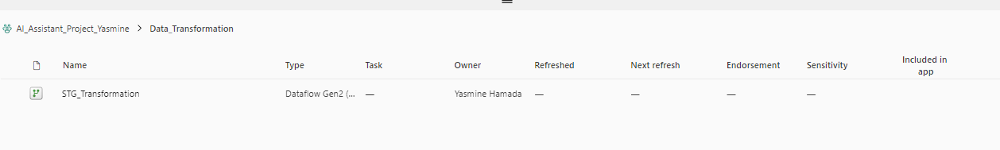 AI_Assistant_Project_Yasmine > Data_Transformation
Name Type Task Owner Refreshed Next refresh Endorsement Sensitivity Included in
app
STG_Transformation Dataflow Gen2 (... — Yasmine Hamada — — — —